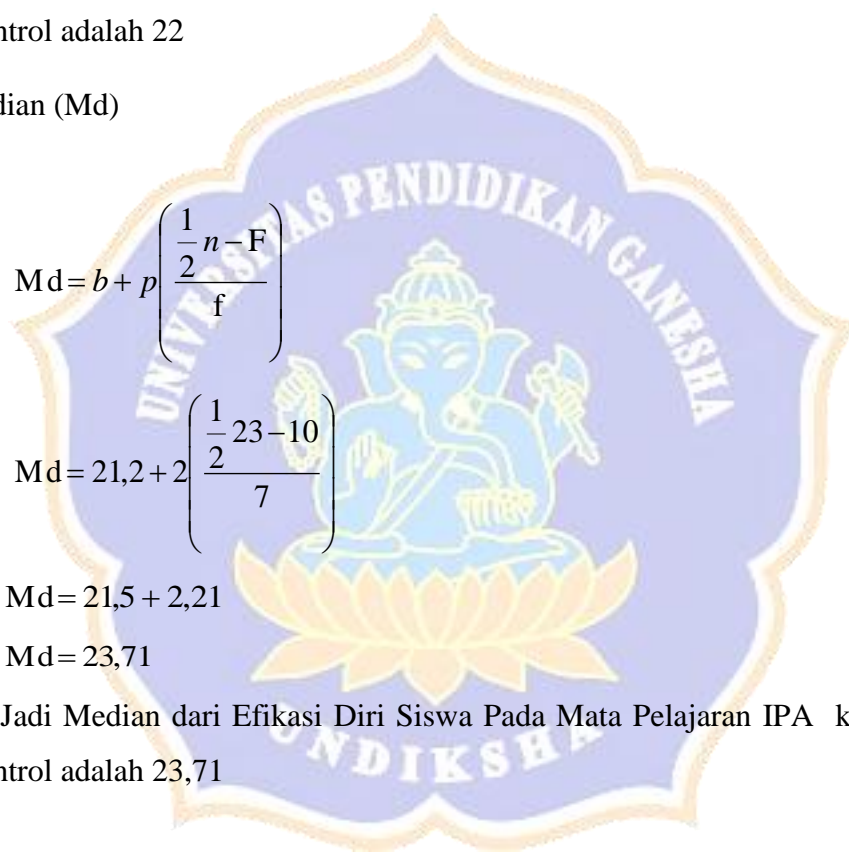 ntrol adalah 22
dian (Md)
UNIVERSITAS PENDIDIKAN GANESHA
Md = b + p( (1/2 n − F) / f )
Md = 21,2 + 2( (1/2 23 − 10) / 7 )
Md = 21,5 + 2,21
Md = 23,71
Jadi Median dari Efikasi Diri Siswa Pada Mata Pelajaran IPA k
ntrol adalah 23,71
UNDIKSHA